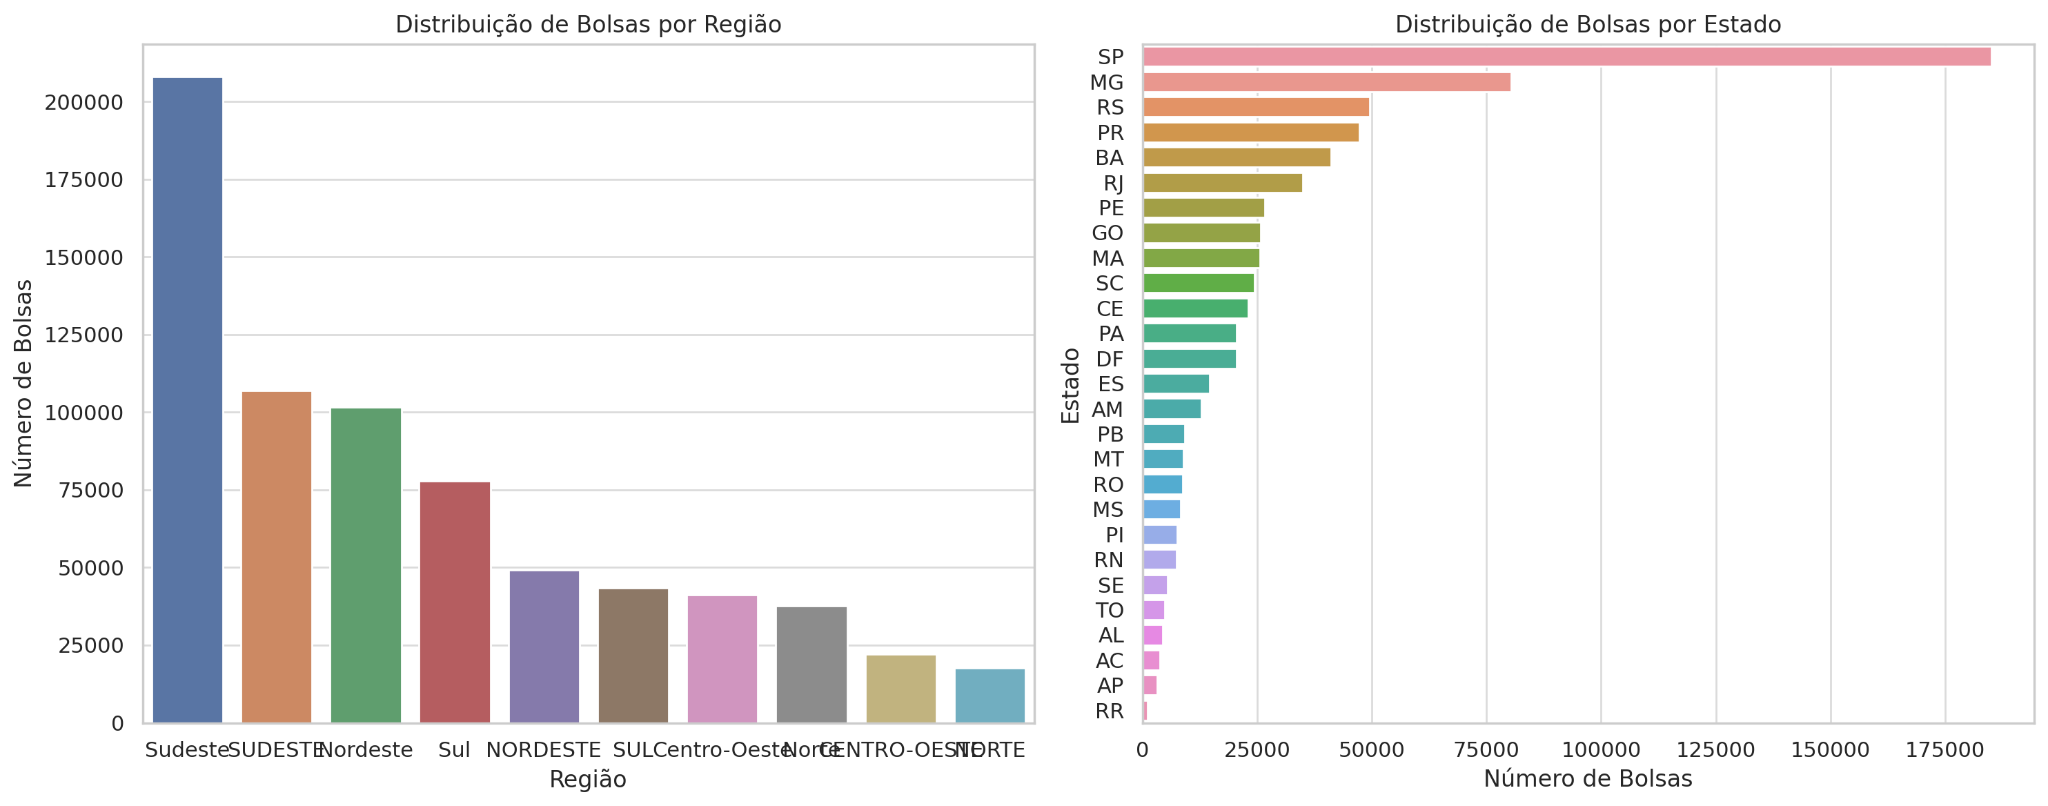 Distribuição de Bolsas por Região
Número de Bolsas
200000
175000
150000
125000
100000
75000
50000
25000
0
Sudeste SUDESTE Nordeste Sul NORDESTE SUL Centro-Oeste Norte CENTRO-OESTE NORTE
Região
Distribuição de Bolsas por Estado
Estado
SP
MG
RS
PR
BA
RJ
PE
GO
MA
SC
CE
PA
DF
ES
AM
PB
MT
RO
MS
PI
RN
SE
TO
AL
AC
AP
RR
0 25000 50000 75000 100000 125000 150000 175000
Número de Bolsas